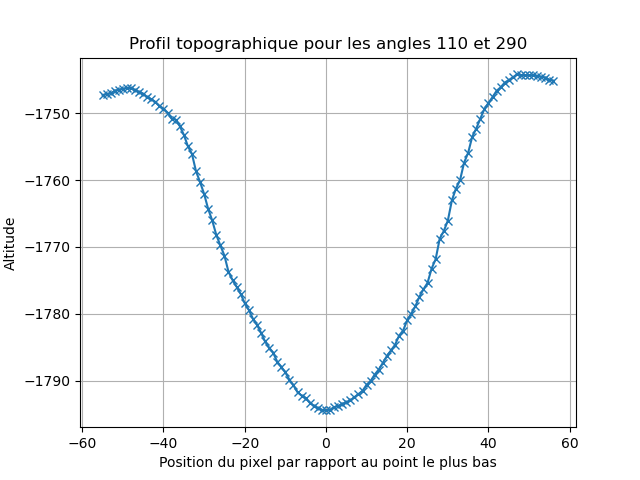 Profil topographique pour les angles 110 et 290
−1750
−1760
−1770
−1780
−1790
Altitude
−60 −40 −20 0 20 40 60
Position du pixel par rapport au point le plus bas